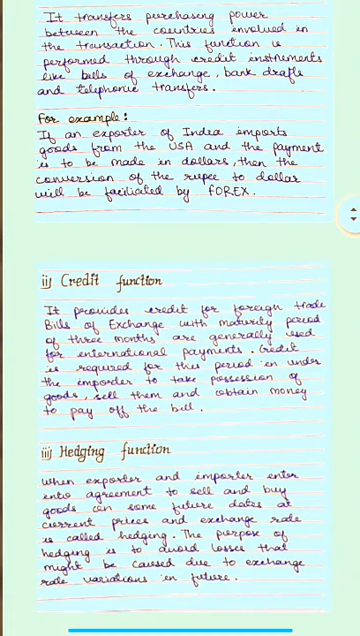 It transfers purchasing power
between the countries involved in
the transaction. This function is
performed through credit instruments
like bills of exchange, bank drafts
and telephonic transfers.
For example:
If an exporter of India imports
goods from the USA and the payment
is to be made in dollars, then the
conversion of the rupee to dollar
will be faciliated by FOREX.
ii) Credit function
It provides credit for foreign trade
Bills of Exchange with maturity period
of three months are generally used
for international payments. Credit
is required for this period in under
the importer to take possession of
goods, sell them and obtain money
to pay off the bill.
iii) Hedging function
When exporter and importer enter
into agreement to sell and buy
goods on some future dates at
current prices and exchange rate
is called hedging. The purpose of
hedging is to avoid losses that
might be caused due to exchange
rate variations in future.